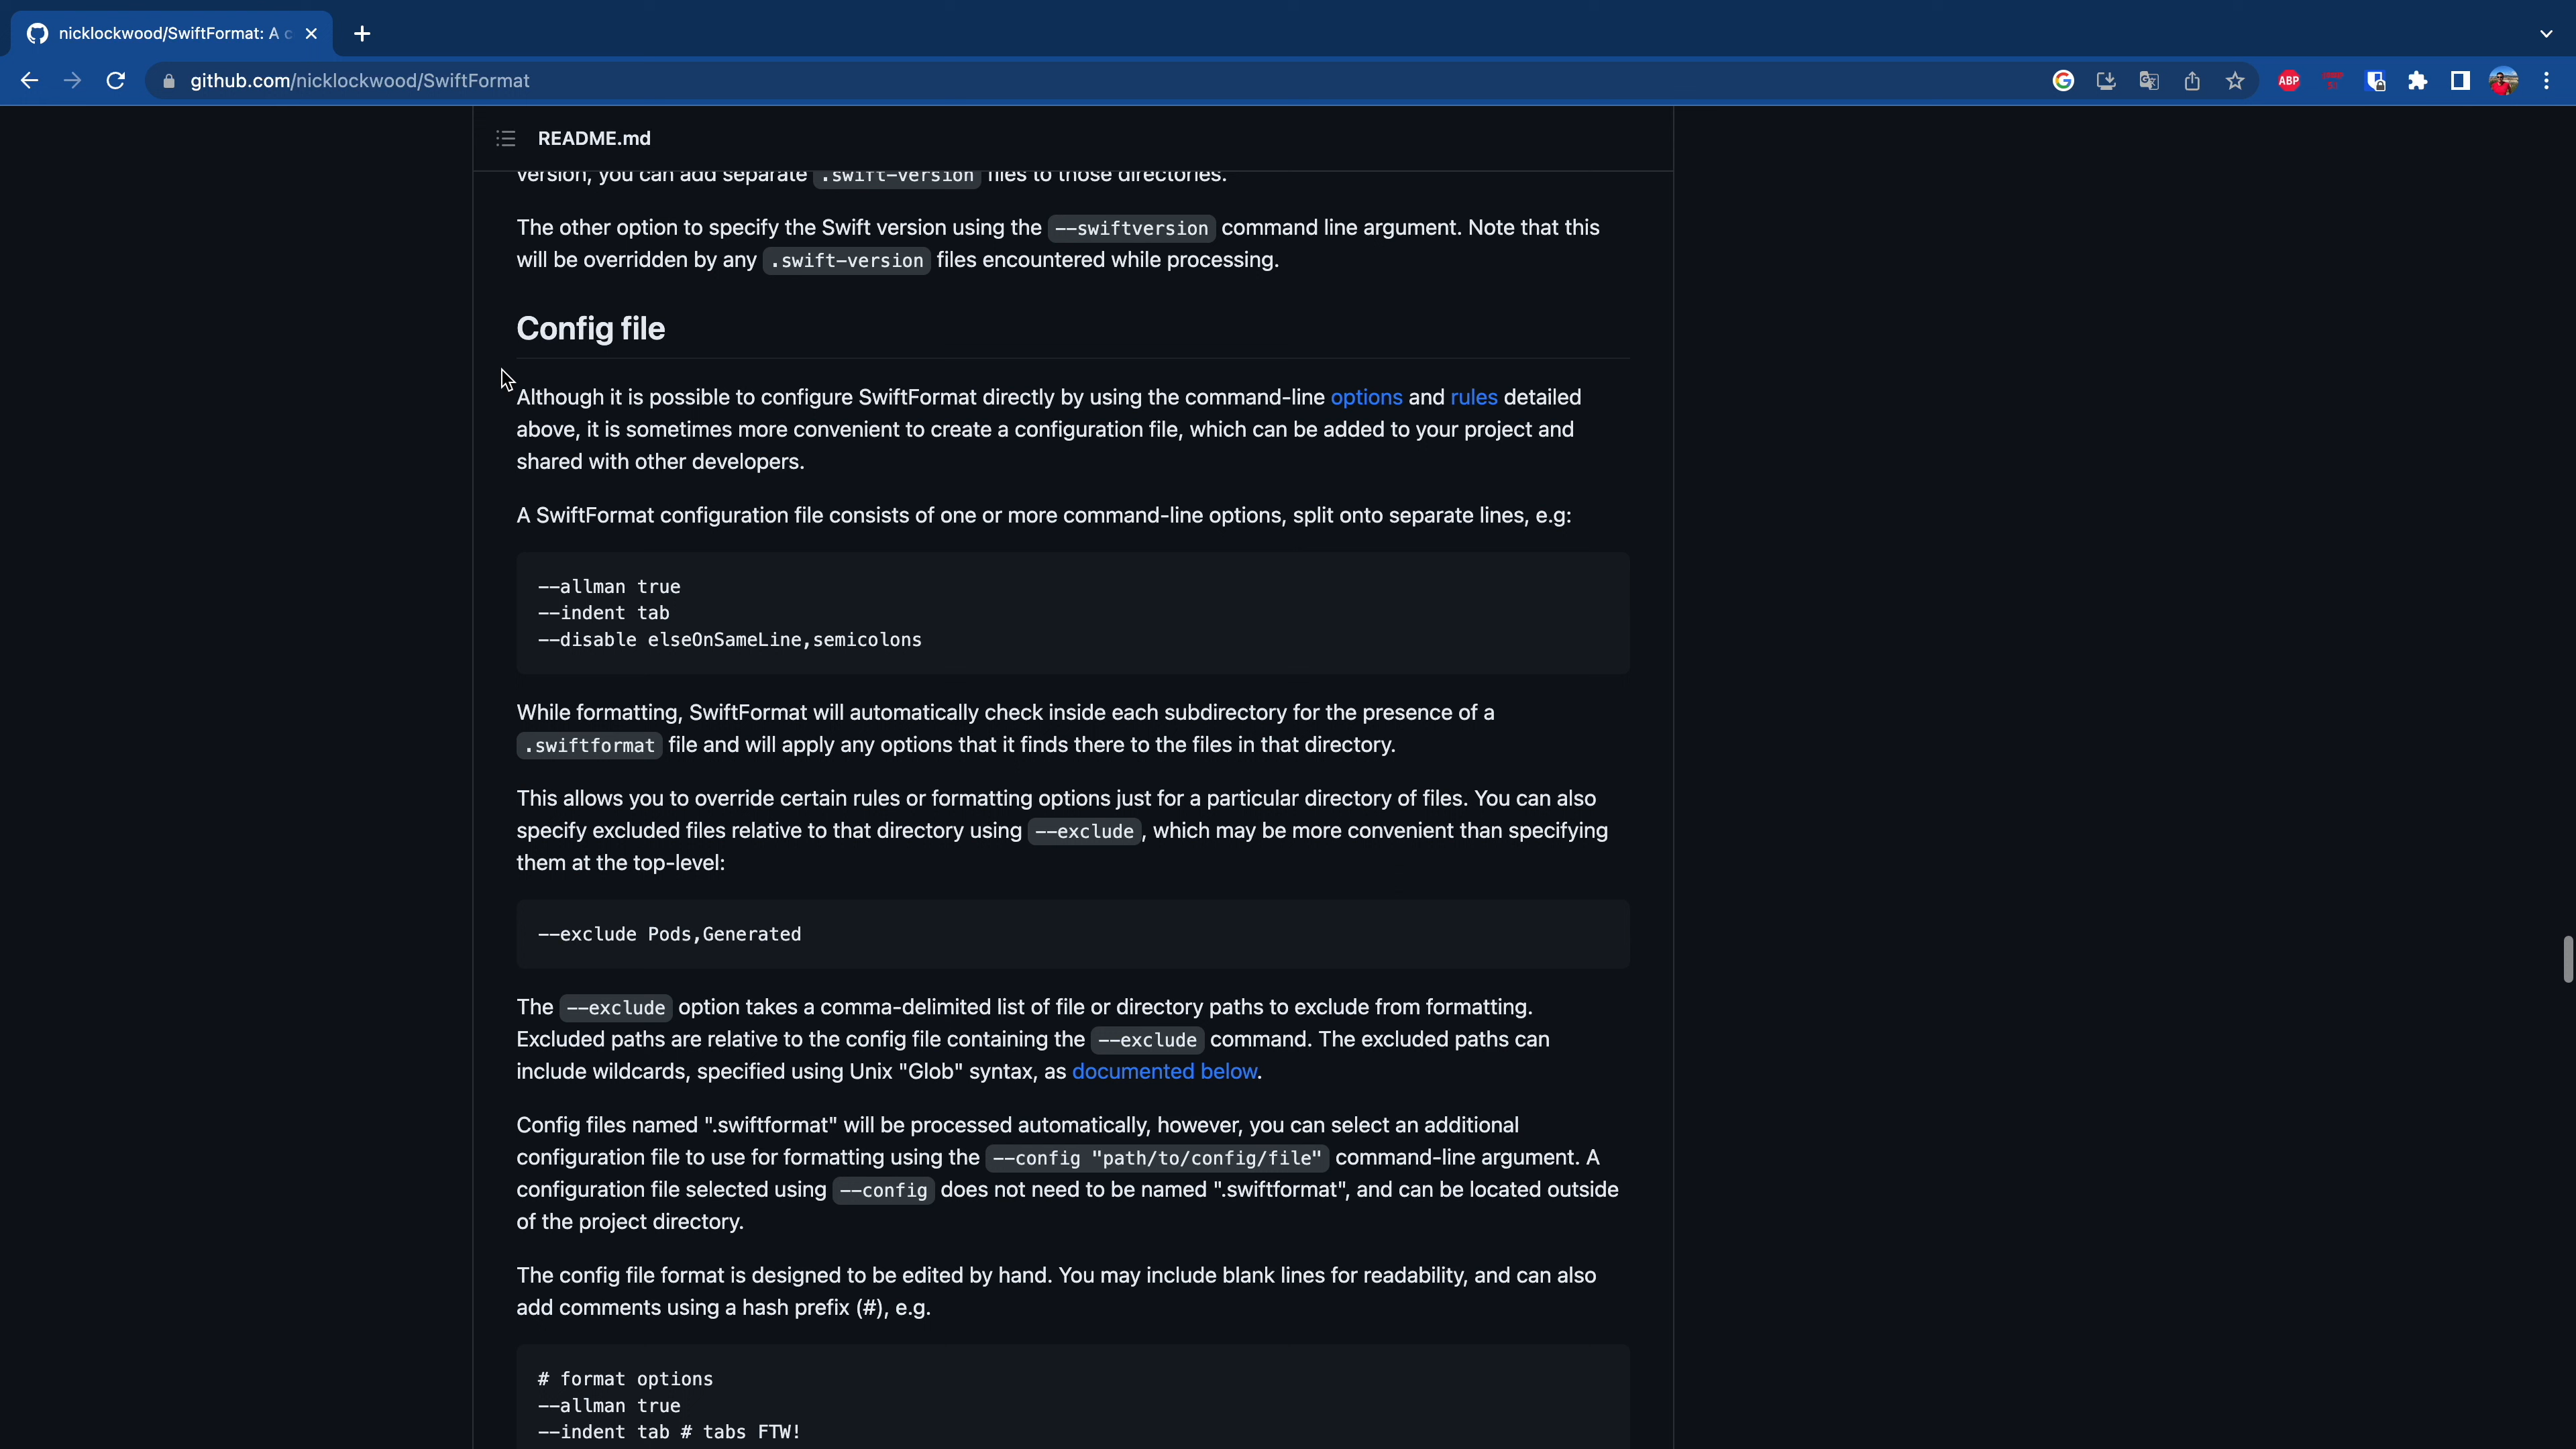 nicklockwood/SwiftFormat: A c
github.com/nicklockwood/SwiftFormat
ABP
README.md
version, you can add separate .swift-version files to those directories.
The other option to specify the Swift version using the --swiftversion command line argument. Note that this
will be overridden by any .swift-version files encountered while processing.
Config file
Although it is possible to configure SwiftFormat directly by using the command-line options and rules detailed
above, it is sometimes more convenient to create a configuration file, which can be added to your project and
shared with other developers.
A SwiftFormat configuration file consists of one or more command-line options, split onto separate lines, e.g:
--allman true
--indent tab
--disable elseOnSameLine,semicolons
While formatting, SwiftFormat will automatically check inside each subdirectory for the presence of a
.swiftformat file and will apply any options that it finds there to the files in that directory.
This allows you to override certain rules or formatting options just for a particular directory of files. You can also
specify excluded files relative to that directory using --exclude, which may be more convenient than specifying
them at the top-level:
--exclude Pods,Generated
The --exclude option takes a comma-delimited list of file or directory paths to exclude from formatting.
Excluded paths are relative to the config file containing the --exclude command. The excluded paths can
include wildcards, specified using Unix "Glob" syntax, as documented below.
Config files named ".swiftformat" will be processed automatically, however, you can select an additional
configuration file to use for formatting using the --config "path/to/config/file" command-line argument. A
configuration file selected using --config does not need to be named ".swiftformat", and can be located outside
of the project directory.
The config file format is designed to be edited by hand. You may include blank lines for readability, and can also
add comments using a hash prefix (#), e.g.
# format options
--allman true
--indent tab # tabs FTW!